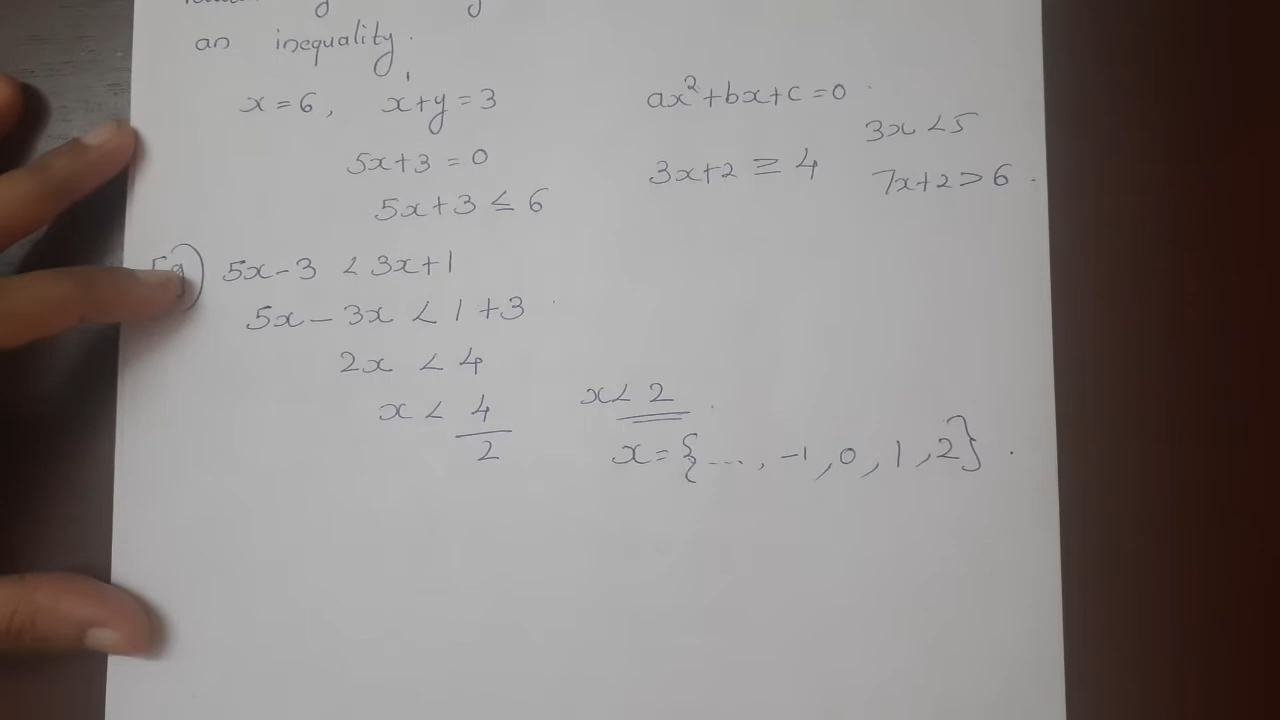 an inequality.
x = 6, x+y = 3
5x+3 = 0
5x+3 ≤ 6
ax²+bx+c = 0
3x < 5
3x+2 ≥ 4
7x+2 > 6
Eg) 5x-3 < 3x+1
5x - 3x < 1 + 3
2x < 4
x < 4/2
x < 2
x = {..., -1, 0, 1, 2}